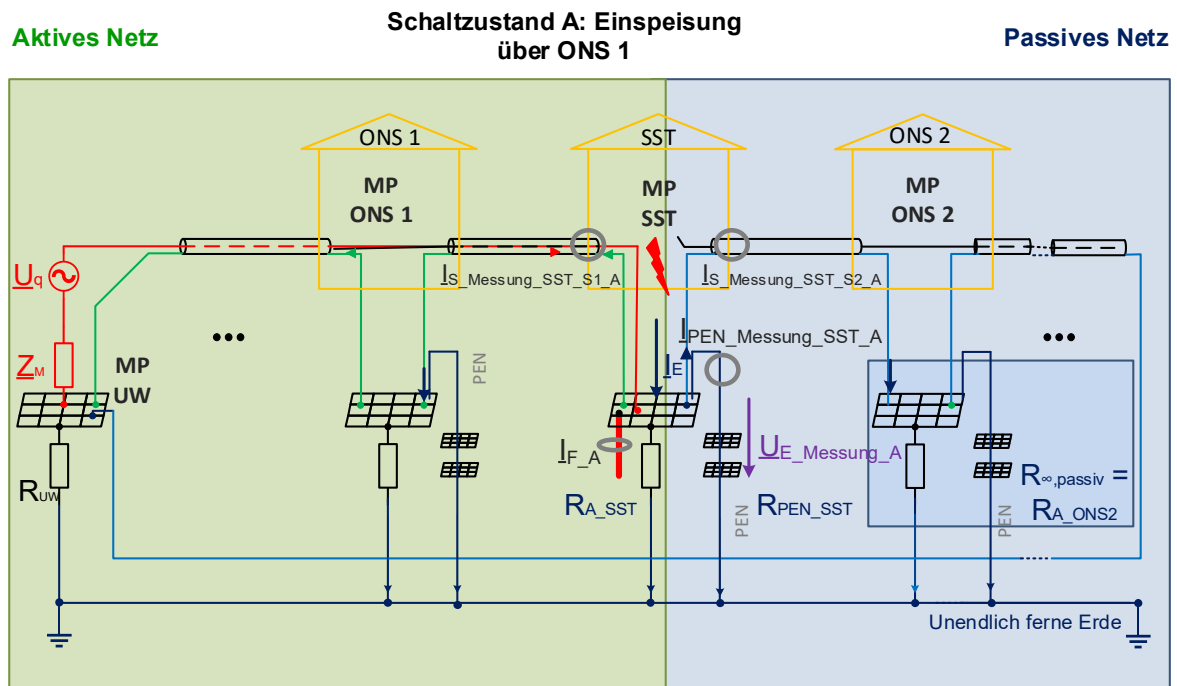 Schaltzustand A: Einspeisung
über ONS 1
Aktives Netz
Passives Netz
ONS 1
SST
ONS 2
MP
ONS 1
MP
SST
MP
ONS 2
Uq
IS_Messung_SST_S1_A
IS_Messung_SST_S2_A
•••
•••
IPEN_Messung_SST_A
ZM
MP
UW
PEN
IE
IF_A
UE_Messung_A
RUW
RA_SST
RPEN_SST
PEN
R∞,passiv =
RA_ONS2
PEN
Unendlich ferne Erde